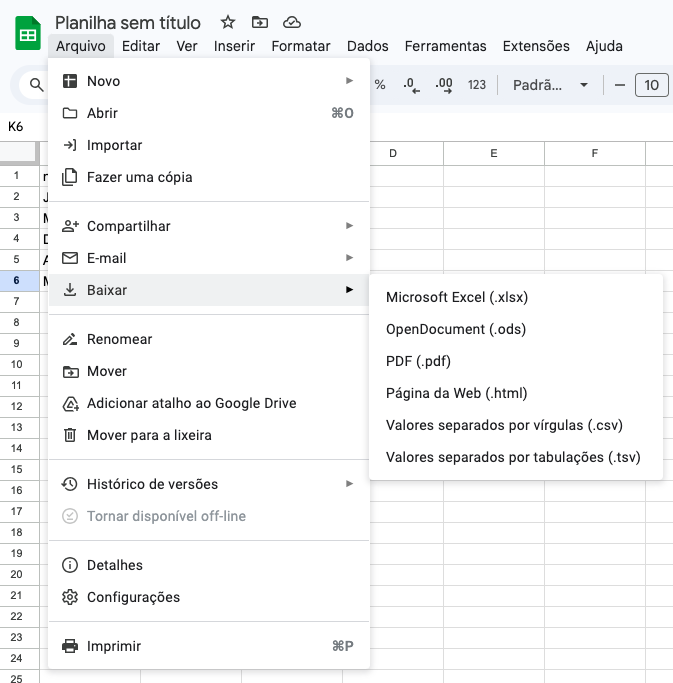 Planilha sem título
Arquivo Editar Ver Inserir Formatar Dados Ferramentas Extensões Ajuda
% .0 .00 123 Padrã... 10
K6
D E F
Novo
Abrir ⌘O
Importar
Fazer uma cópia
Compartilhar
E-mail
Baixar
Microsoft Excel (.xlsx)
OpenDocument (.ods)
PDF (.pdf)
Página da Web (.html)
Valores separados por vírgulas (.csv)
Valores separados por tabulações (.tsv)
Renomear
Mover
Adicionar atalho ao Google Drive
Mover para a lixeira
Histórico de versões
Tornar disponível off-line
Detalhes
Configurações
Imprimir ⌘P
1
2
3
4
5
6
7
8
9
10
11
12
13
14
15
16
17
18
19
20
21
22
23
24
25